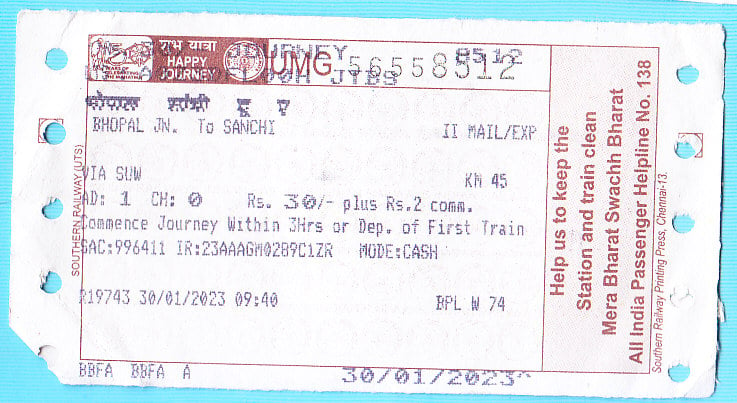 शुभ यात्रा
HAPPY JOURNEY
JOURNEY
UMG 56558512
8512
JTBS
भोपाल सांची
BHOPAL JN. To SANCHI II MAIL/EXP
VIA SUW KM 45
AD: 1 CH: 0 Rs. 30/- plus Rs.2 comm.
Commence Journey Within 3Hrs or Dep. of First Train
SAC:996411 IR:23AAAGM0289C1ZR MODE:CASH
R19743 30/01/2023 09:40 BPL W 74
BBFA BBFA A 30/01/2023
SOUTHERN RAILWAY (UTS)
Help us to keep the
Station and train clean
Mera Bharat Swachh Bharat
All India Passenger Helpline No. 138
Southern Railway Printing Press, Chennai-13.